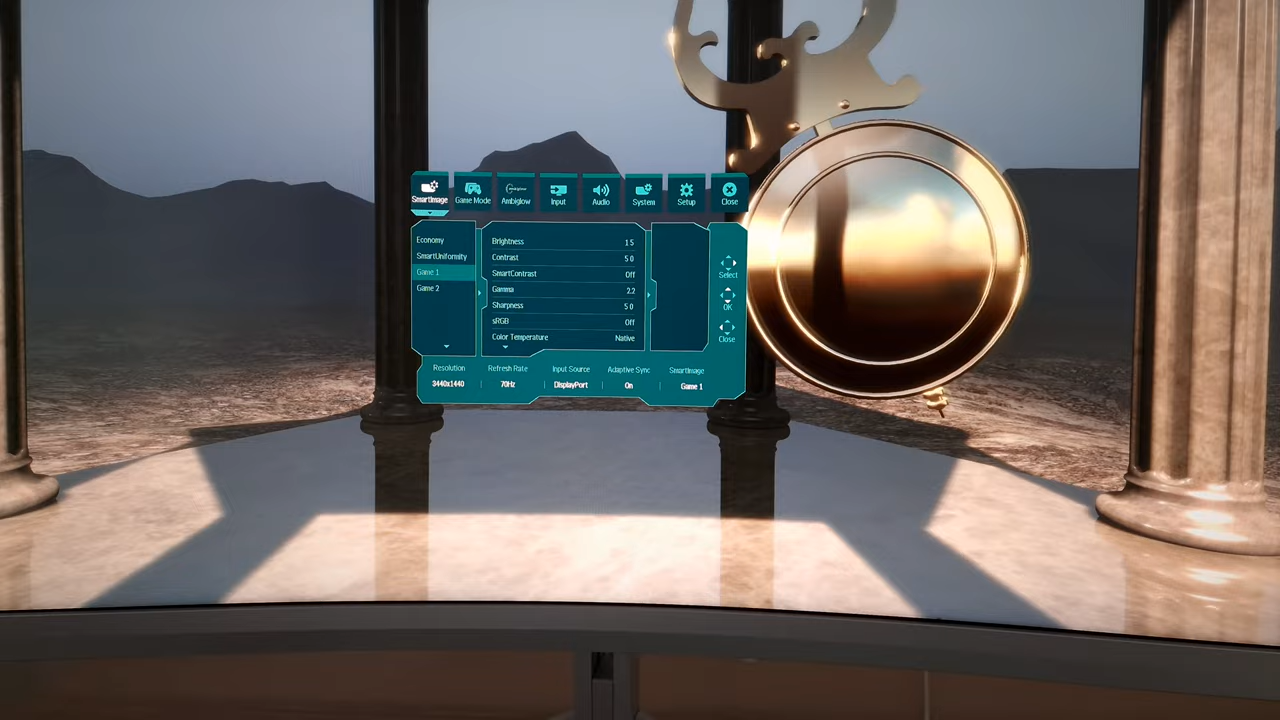 SmartImage Game Mode Ambiglow Input Audio System Setup Close
Economy
SmartUniformity
Game 1
Game 2
Brightness 15
Contrast 50
SmartContrast Off
Gamma 2.2
Sharpness 50
sRGB Off
Color Temperature Native
Select
OK
Close
Resolution Refresh Rate Input Source Adaptive Sync SmartImage
3440x1440 70Hz DisplayPort On Game 1